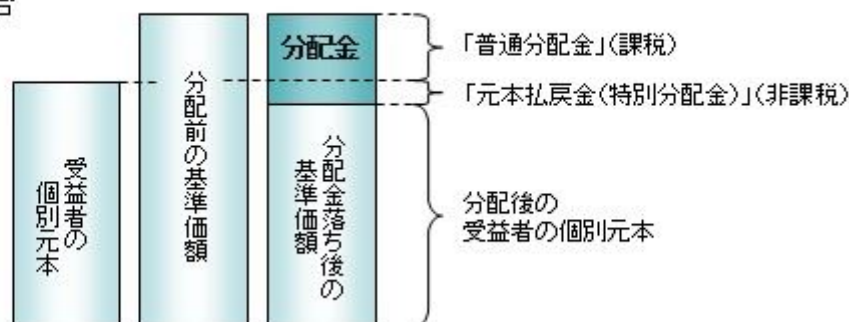 分配金
「普通分配金」(課税)
「元本払戻金(特別分配金)」(非課税)
受益者の
個別元本
分配前の基準価額
分配金落ち後の
基準価額
分配後の
受益者の個別元本